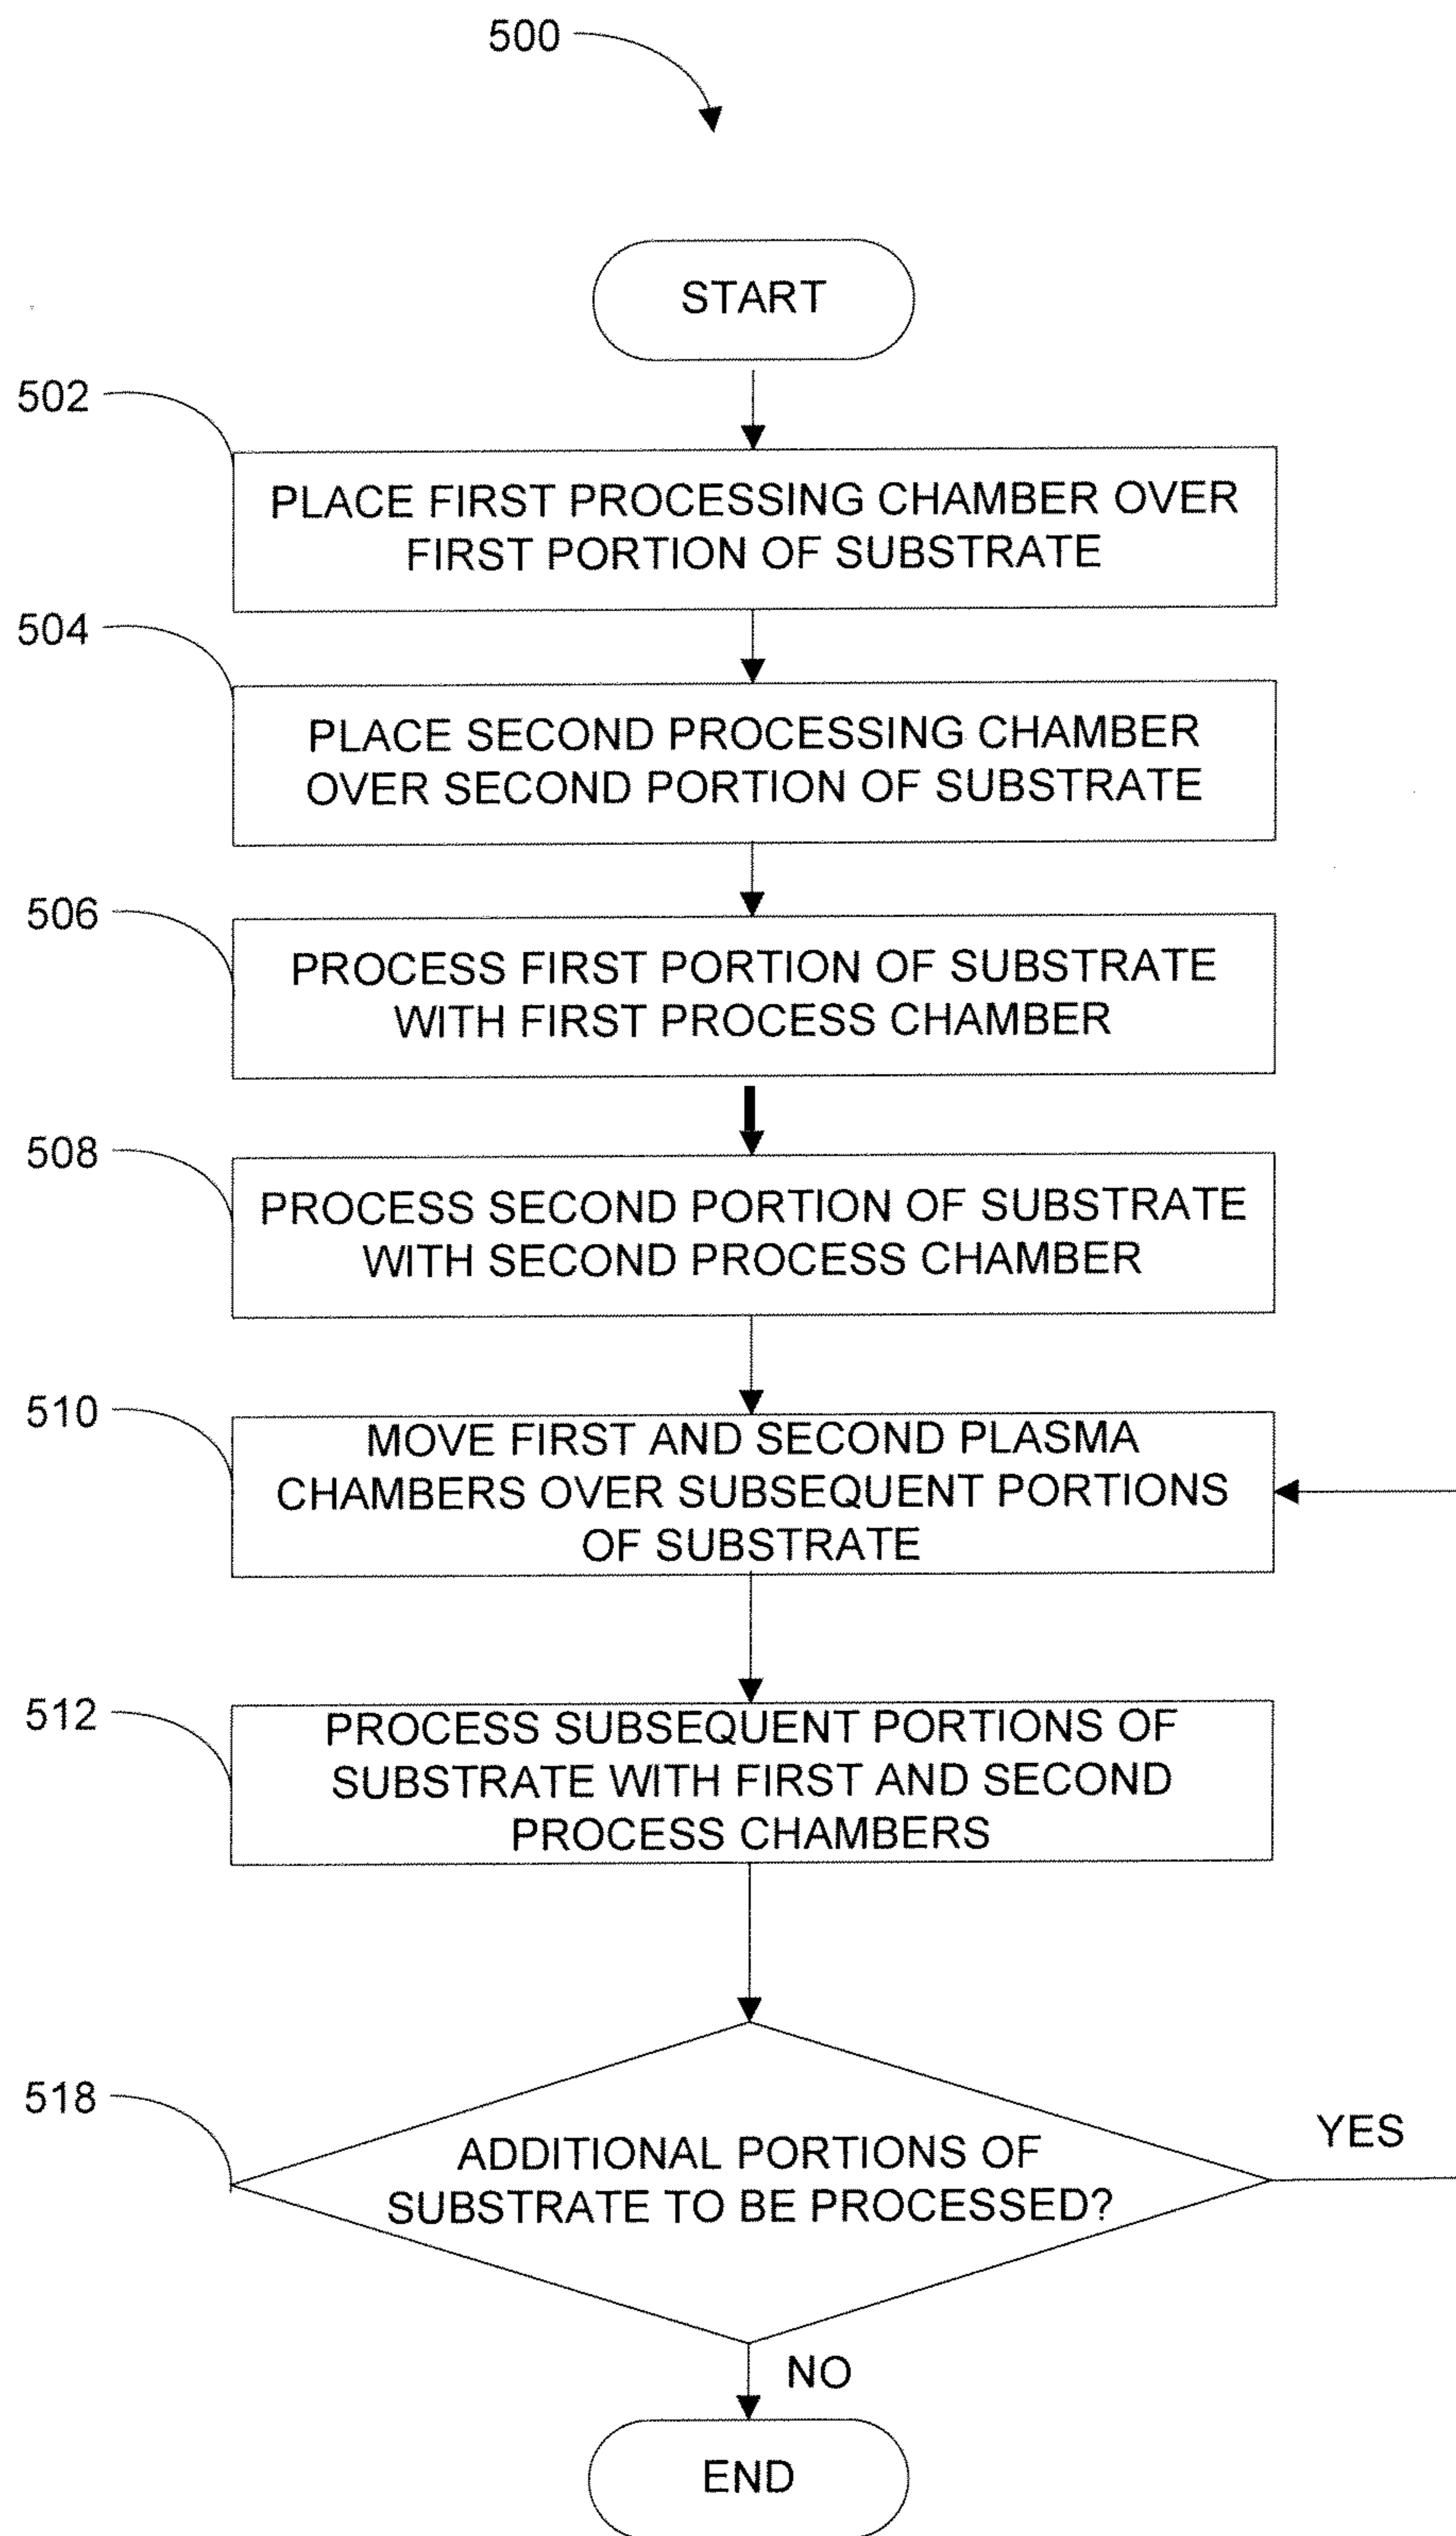 500
START
502
PLACE FIRST PROCESSING CHAMBER OVER
FIRST PORTION OF SUBSTRATE
504
PLACE SECOND PROCESSING CHAMBER
OVER SECOND PORTION OF SUBSTRATE
506
PROCESS FIRST PORTION OF SUBSTRATE
WITH FIRST PROCESS CHAMBER
508
PROCESS SECOND PORTION OF SUBSTRATE
WITH SECOND PROCESS CHAMBER
510
MOVE FIRST AND SECOND PLASMA
CHAMBERS OVER SUBSEQUENT PORTIONS
OF SUBSTRATE
512
PROCESS SUBSEQUENT PORTIONS OF
SUBSTRATE WITH FIRST AND SECOND
PROCESS CHAMBERS
518
ADDITIONAL PORTIONS OF
SUBSTRATE TO BE PROCESSED?
YES
NO
END